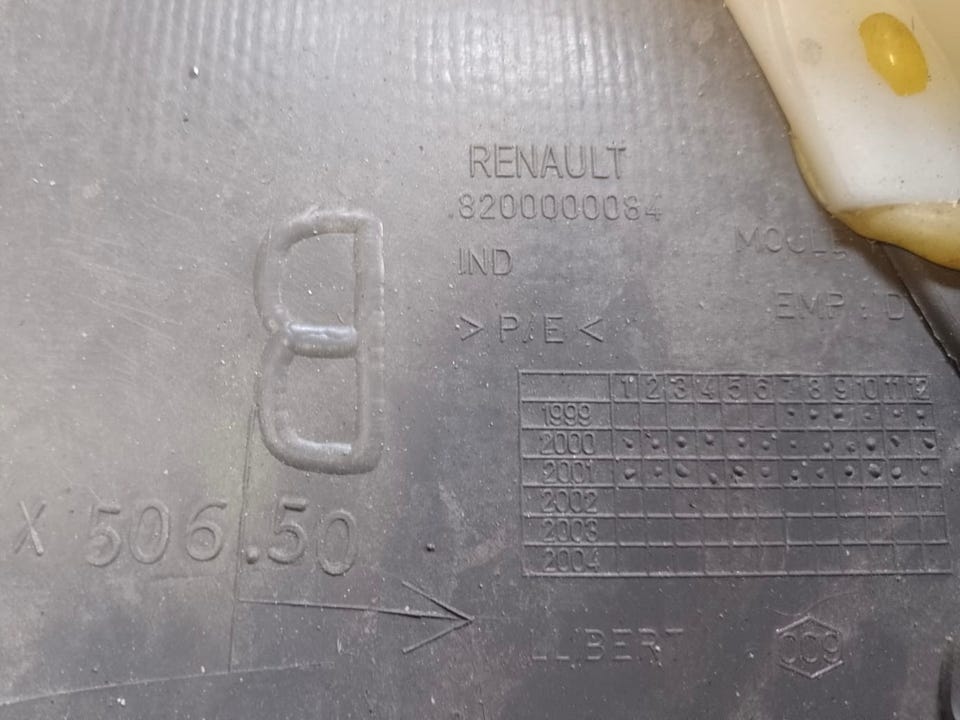 RENAULT
.8200000084
IND
EMP. D
> P/E <
1 2 3 4 5 6 7 8 9 10 11 12
1999
2000
2001
2002
2003
2004
X 506.50
009